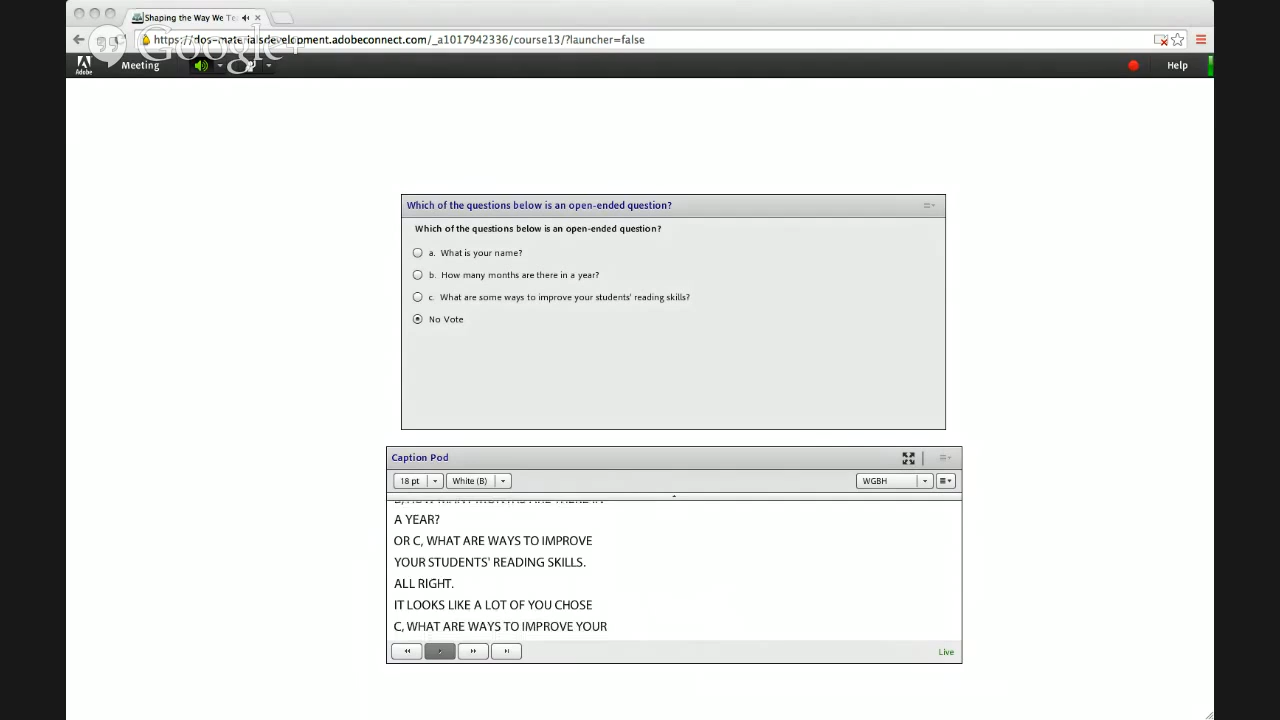 Shaping the Way We Te
https://dos-materialsdevelopment.adobeconnect.com/_a1017942336/course13/?launcher=false
Google+
Adobe
Meeting
Help
Which of the questions below is an open-ended question?
Which of the questions below is an open-ended question?
a. What is your name?
b. How many months are there in a year?
c. What are some ways to improve your students' reading skills?
No Vote
Caption Pod
18 pt
White (B)
WGBH
A YEAR?
OR C, WHAT ARE WAYS TO IMPROVE
YOUR STUDENTS' READING SKILLS.
ALL RIGHT.
IT LOOKS LIKE A LOT OF YOU CHOSE
C, WHAT ARE WAYS TO IMPROVE YOUR
Live